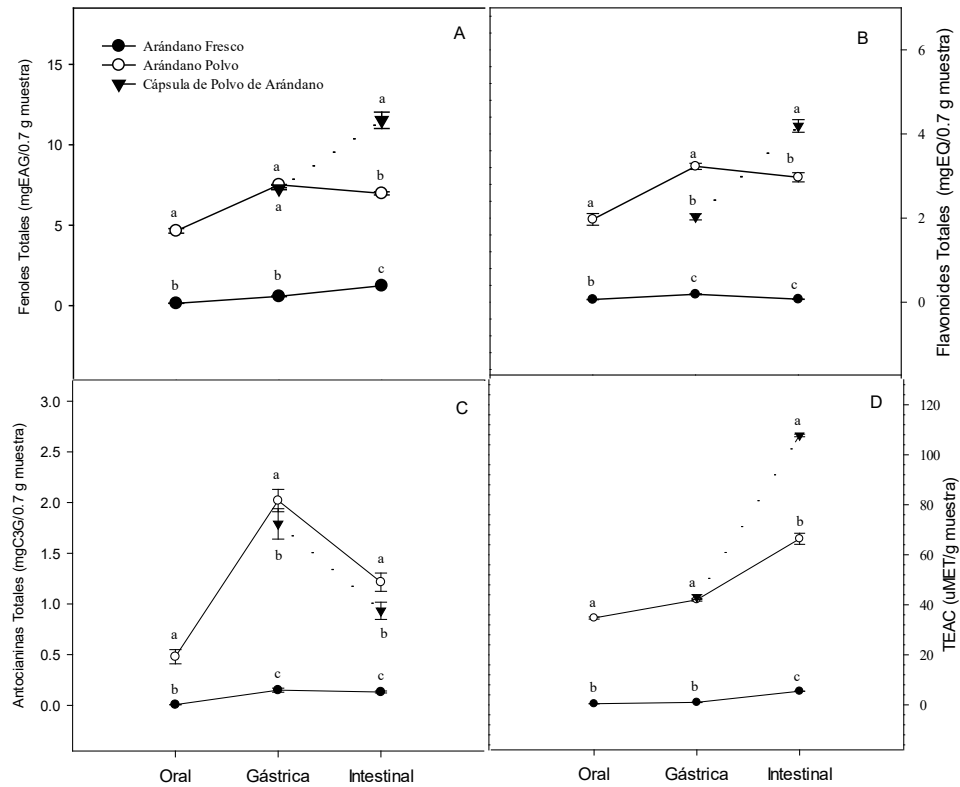 A
Arándano Fresco
Arándano Polvo
Cápsula de Polvo de Arándano
Fenoles Totales (mgEAG/0.7 g muestra)
15
10
5
0
a
a
a
b
a
b
b
c
B
Flavonoides Totales (mgEQ/0.7 g muestra)
6
4
2
0
a
a
a
b
b
b
c
c
C
Antocianinas Totales (mgC3G/0.7 g muestra)
3.0
2.5
2.0
1.5
1.0
0.5
0.0
a
a
a
b
b
b
c
c
Oral
Gástrica
Intestinal
D
TEAC (uMET/g muestra)
120
100
80
60
40
20
0
a
a
a
b
b
b
c
Oral
Gástrica
Intestinal